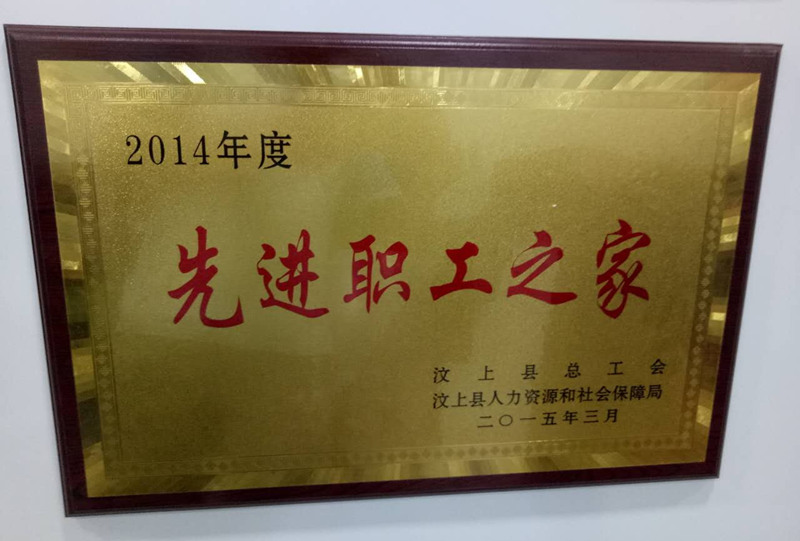 2014年度
先进职工之家
汶上县总工会
汶上县人力资源和社会保障局
二〇一五年三月